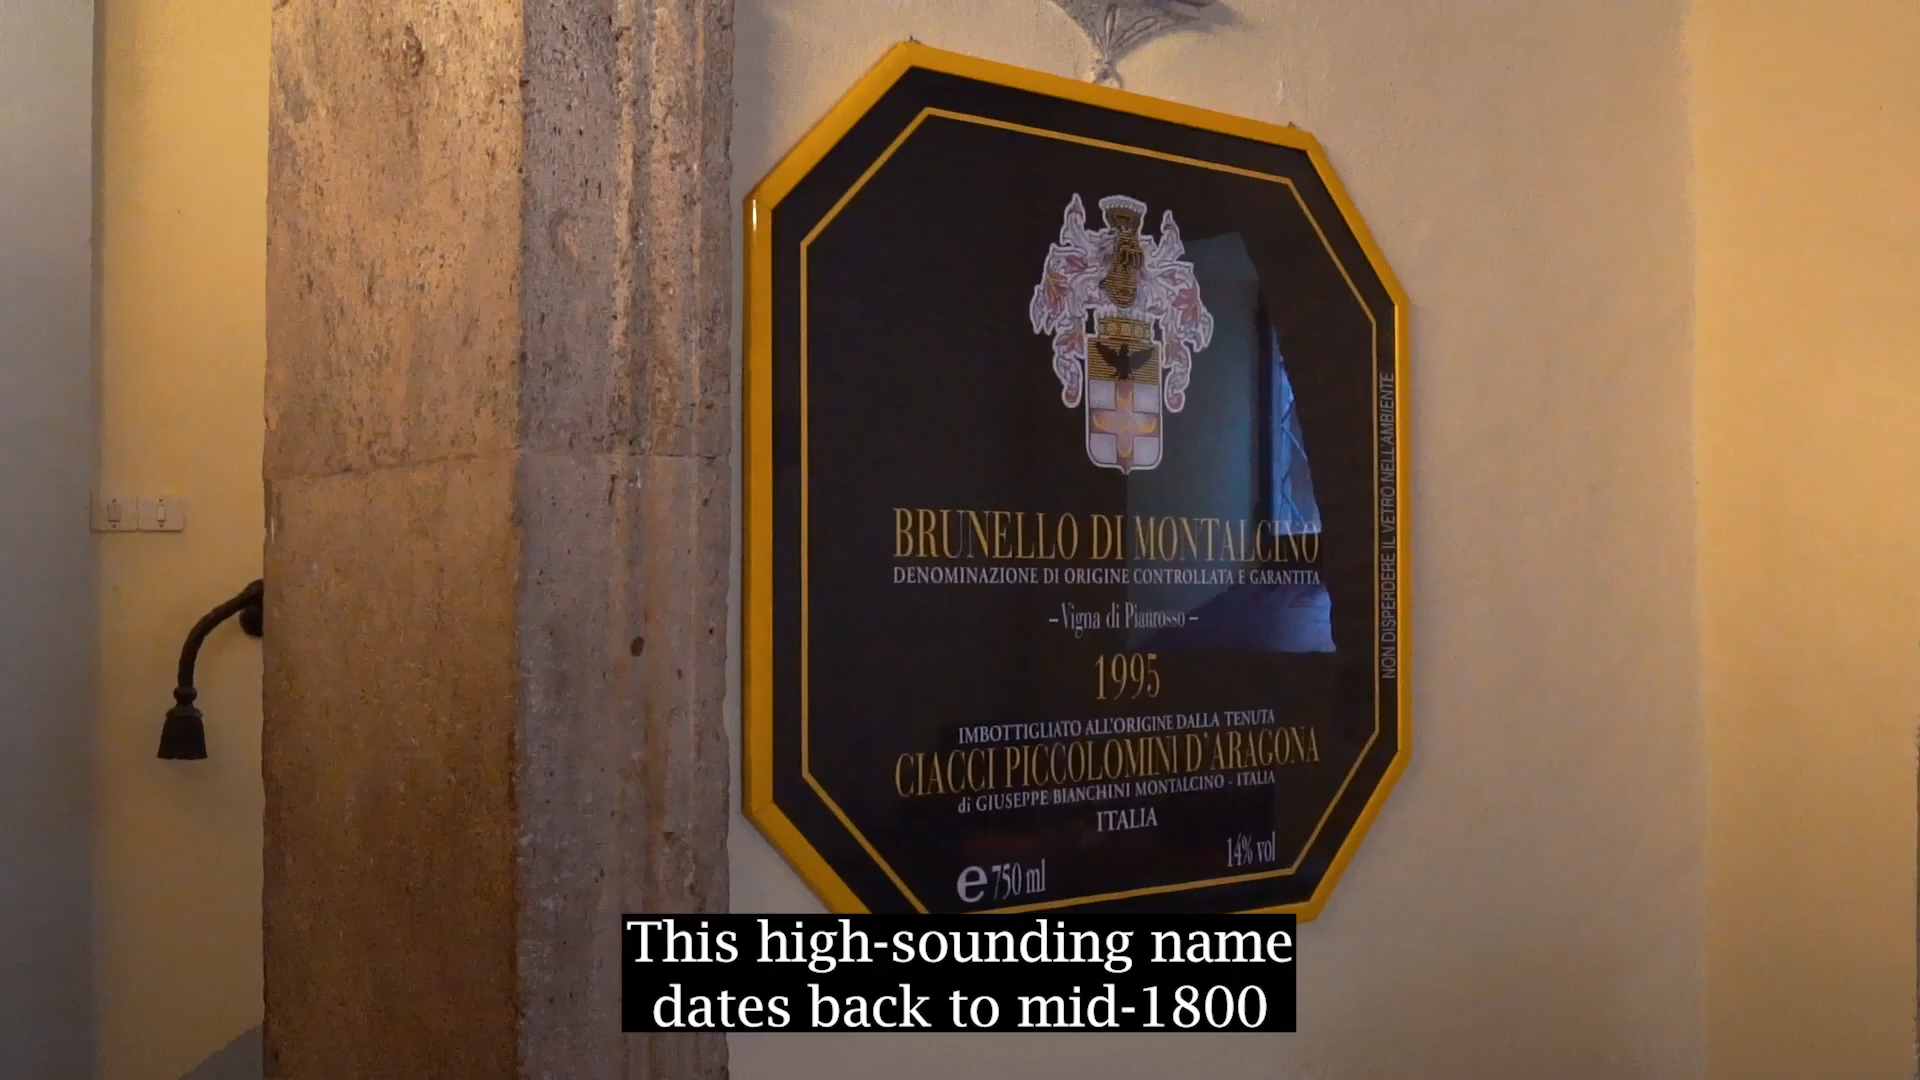 BRUNELLO DI MONTALCINO
DENOMINAZIONE DI ORIGINE CONTROLLATA E GARANTITA
– Vigna di Pianrosso –
1995
IMBOTTIGLIATO ALL'ORIGINE DALLA TENUTA
CIACCI PICCOLOMINI D'ARAGONA
di GIUSEPPE BIANCHINI MONTALCINO - ITALIA
ITALIA
14% vol
e 750 ml
NON DISPERDERE IL VETRO NELL'AMBIENTE
This high-sounding name
dates back to mid-1800